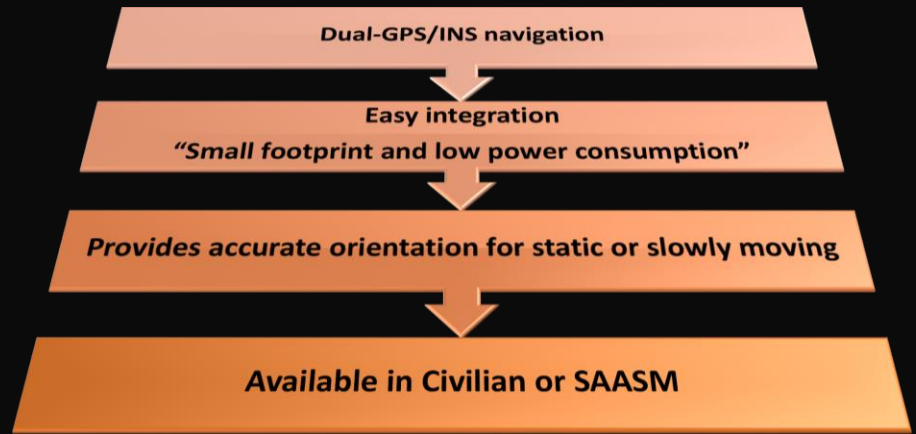 Dual-GPS/INS navigation
Easy integration
“Small footprint and low power consumption”
Provides accurate orientation for static or slowly moving
Available in Civilian or SAASM